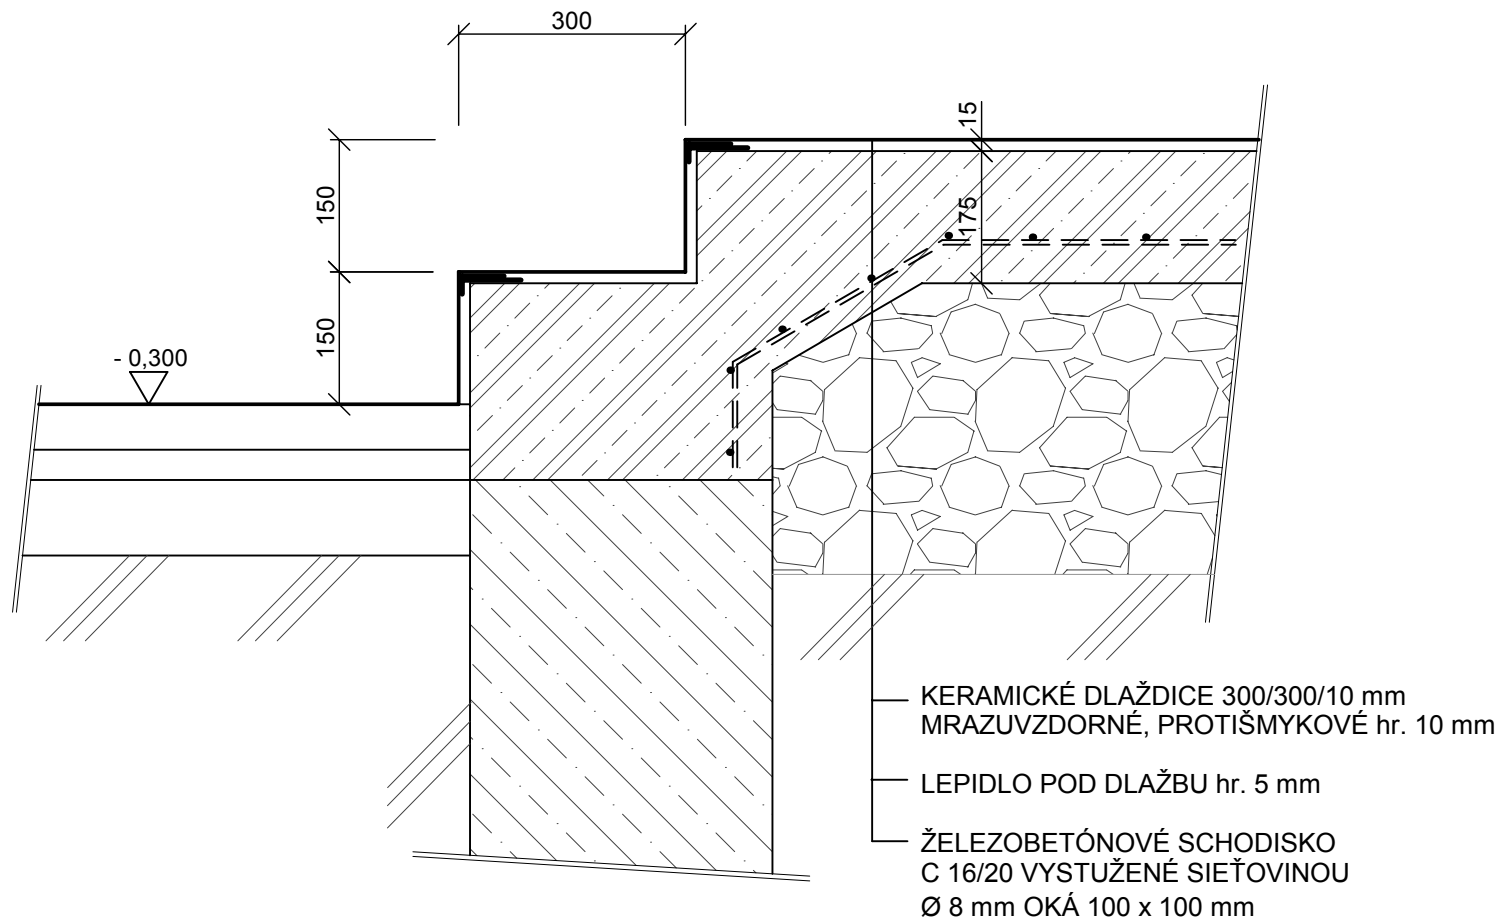 300
15
150
175
150
- 0,300
KERAMICKÉ DLAŽDICE 300/300/10 mm
MRAZUVZDORNÉ, PROTIŠMYKOVÉ hr. 10 mm
LEPIDLO POD DLAŽBU hr. 5 mm
ŽELEZOBETÓNOVÉ SCHODISKO
C 16/20 VYSTUŽENÉ SIEŤOVINOU
Ø 8 mm OKÁ 100 x 100 mm